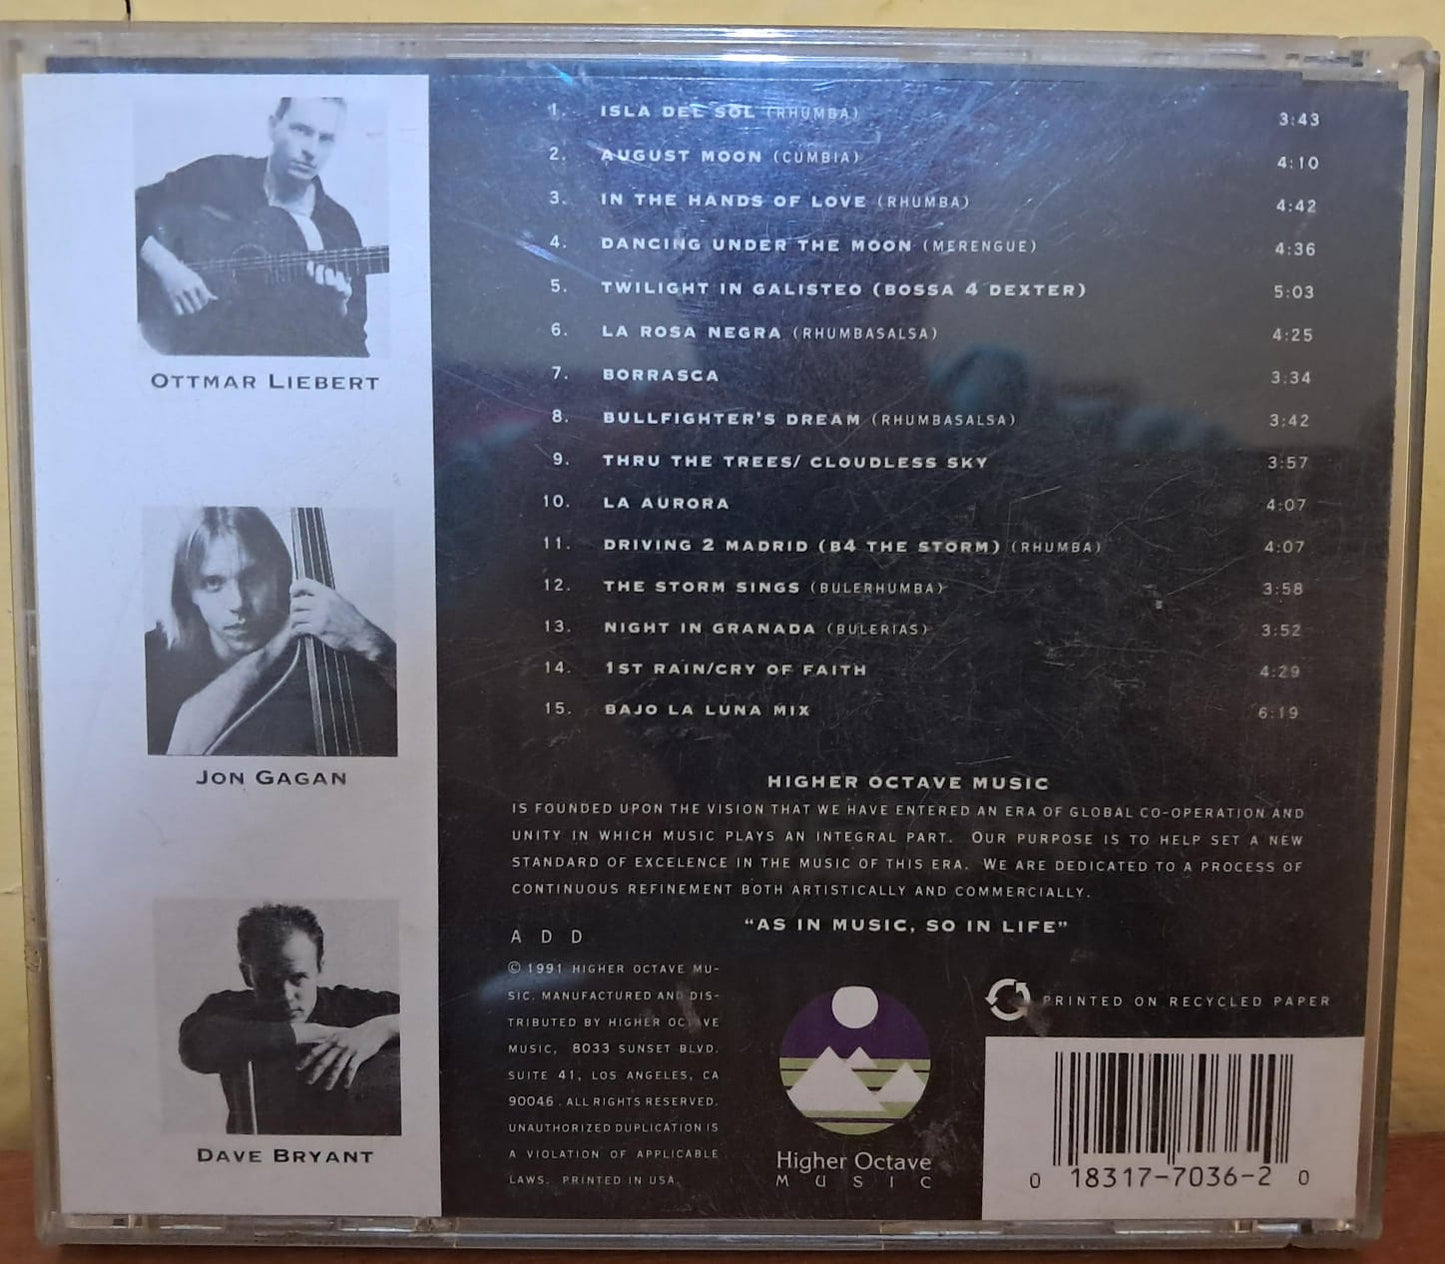 OTTMAR LIEBERT
JON GAGAN
DAVE BRYANT
1. ISLA DEL SOL (RHUMBA) 3:43
2. AUGUST MOON (CUMBIA) 4:10
3. IN THE HANDS OF LOVE (RHUMBA) 4:42
4. DANCING UNDER THE MOON (MERENGUE) 4:36
5. TWILIGHT IN GALISTEO (BOSSA 4 DEXTER) 5:03
6. LA ROSA NEGRA (RHUMBASALSA) 4:25
7. BORRASCA 3:34
8. BULLFIGHTER'S DREAM (RHUMBASALSA) 3:42
9. THRU THE TREES/ CLOUDLESS SKY 3:57
10. LA AURORA 4:07
11. DRIVING 2 MADRID (B4 THE STORM) (RHUMBA) 4:07
12. THE STORM SINGS (BULERHUMBA) 3:58
13. NIGHT IN GRANADA (BULERIAS) 3:52
14. 1ST RAIN/CRY OF FAITH 4:29
15. BAJO LA LUNA MIX 6:19
HIGHER OCTAVE MUSIC
IS FOUNDED UPON THE VISION THAT WE HAVE ENTERED AN ERA OF GLOBAL CO-OPERATION AND
UNITY IN WHICH MUSIC PLAYS AN INTEGRAL PART. OUR PURPOSE IS TO HELP SET A NEW
STANDARD OF EXCELENCE IN THE MUSIC OF THIS ERA. WE ARE DEDICATED TO A PROCESS OF
CONTINUOUS REFINEMENT BOTH ARTISTICALLY AND COMMERCIALLY.
"AS IN MUSIC, SO IN LIFE"
A D D
© 1991 HIGHER OCTAVE MU-
SIC. MANUFACTURED AND DIS-
TRIBUTED BY HIGHER OCTAVE
MUSIC, 8033 SUNSET BLVD.
SUITE 41, LOS ANGELES, CA
90046. ALL RIGHTS RESERVED.
UNAUTHORIZED DUPLICATION IS
A VIOLATION OF APPLICABLE
LAWS. PRINTED IN USA.
Higher Octave
MUSIC
PRINTED ON RECYCLED PAPER
0 18317-7036-2 0